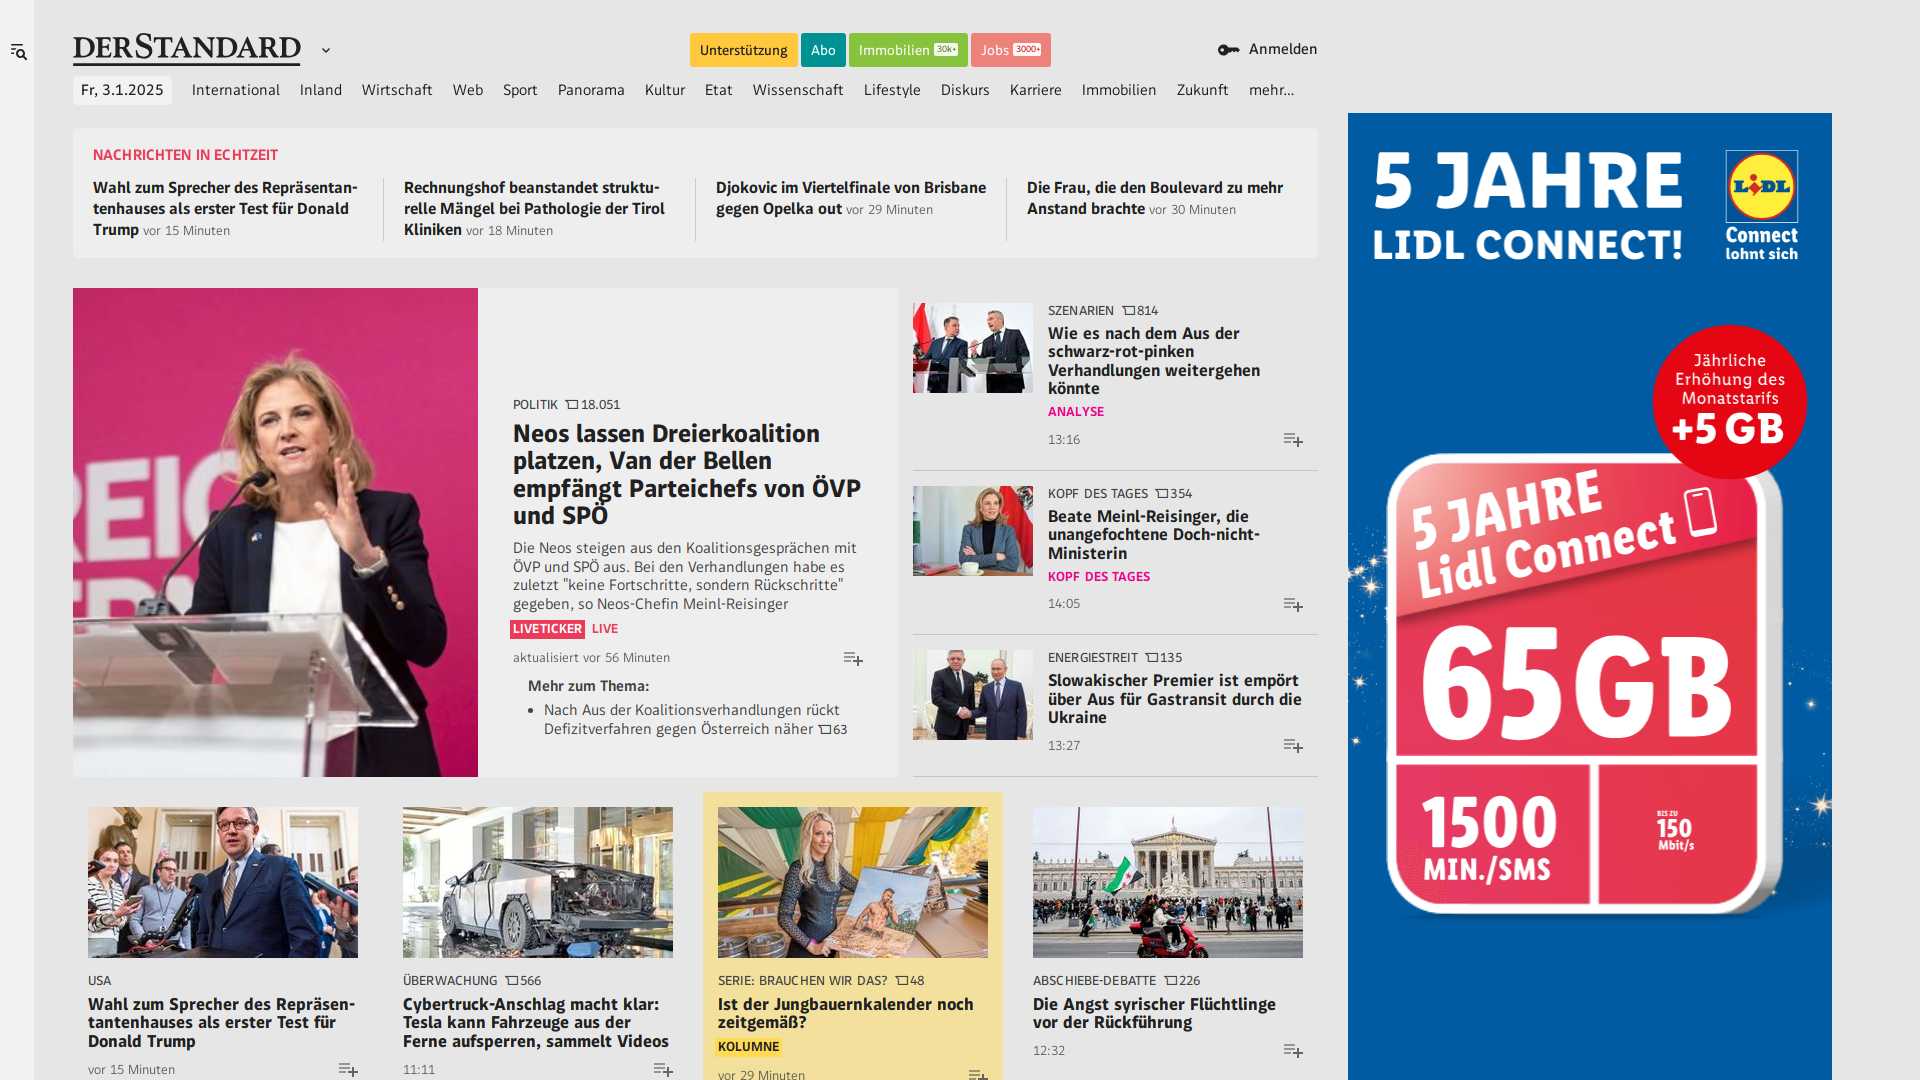 DERSTANDARD
Unterstützung
Abo
Immobilien 30k+
Jobs 3000+
Anmelden
Fr, 3.1.2025
International
Inland
Wirtschaft
Web
Sport
Panorama
Kultur
Etat
Wissenschaft
Lifestyle
Diskurs
Karriere
Immobilien
Zukunft
mehr...
NACHRICHTEN IN ECHTZEIT
Wahl zum Sprecher des Repräsentan-
tenhauses als erster Test für Donald
Trump vor 15 Minuten
Rechnungshof beanstandet struktu-
relle Mängel bei Pathologie der Tirol
Kliniken vor 18 Minuten
Djokovic im Viertelfinale von Brisbane
gegen Opelka out vor 29 Minuten
Die Frau, die den Boulevard zu mehr
Anstand brachte vor 30 Minuten
REIC
ERN
POLITIK 18.051
Neos lassen Dreierkoalition
platzen, Van der Bellen
empfängt Parteichefs von ÖVP
und SPÖ
Die Neos steigen aus den Koalitionsgesprächen mit
ÖVP und SPÖ aus. Bei den Verhandlungen habe es
zuletzt "keine Fortschritte, sondern Rückschritte"
gegeben, so Neos-Chefin Meinl-Reisinger
LIVETICKER LIVE
aktualisiert vor 56 Minuten
Mehr zum Thema:
• Nach Aus der Koalitionsverhandlungen rückt
Defizitverfahren gegen Österreich näher 63
SZENARIEN 814
Wie es nach dem Aus der
schwarz-rot-pinken
Verhandlungen weitergehen
könnte
ANALYSE
13:16
KOPF DES TAGES 354
Beate Meinl-Reisinger, die
unangefochtene Doch-nicht-
Ministerin
KOPF DES TAGES
14:05
ENERGIESTREIT 135
Slowakischer Premier ist empört
über Aus für Gastransit durch die
Ukraine
13:27
USA
Wahl zum Sprecher des Repräsen-
tantenhauses als erster Test für
Donald Trump
vor 15 Minuten
ÜBERWACHUNG 566
Cybertruck-Anschlag macht klar:
Tesla kann Fahrzeuge aus der
Ferne aufsperren, sammelt Videos
11:11
SERIE: BRAUCHEN WIR DAS? 48
Ist der Jungbauernkalender noch
zeitgemäß?
KOLUMNE
vor 29 Minuten
ABSCHIEBE-DEBATTE 226
Die Angst syrischer Flüchtlinge
vor der Rückführung
12:32
5 JAHRE
LIDL CONNECT!
LIDL
Connect
lohnt sich
Jährliche
Erhöhung des
Monatstarifs
+5 GB
5 JAHRE
Lidl Connect
65GB
1500
MIN./SMS
BIS ZU
150
Mbit/s